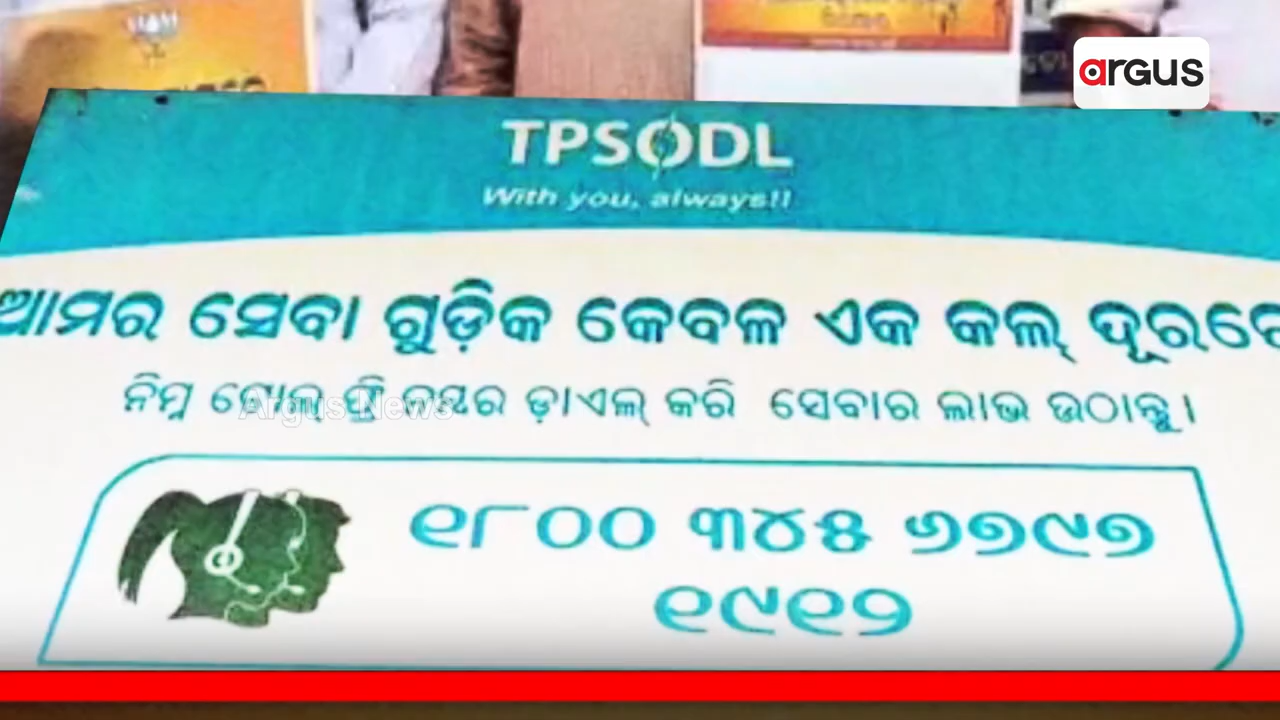 argus
TPSODL
With you, always!!
ଆମର ସେବା ଗୁଡ଼ିକ କେବଳ ଏକ କଲ୍ ଦୂରରେ
ନିମ୍ନ ଟୋଲ୍ ଫ୍ରି ନମ୍ବର ଡ଼ାଏଲ୍ କରି ସେବାର ଲାଭ ଉଠାନ୍ତୁ।
Argus News
୧୮୦୦ ୩୪୫ ୬୭୯୭
୧୯୧୨